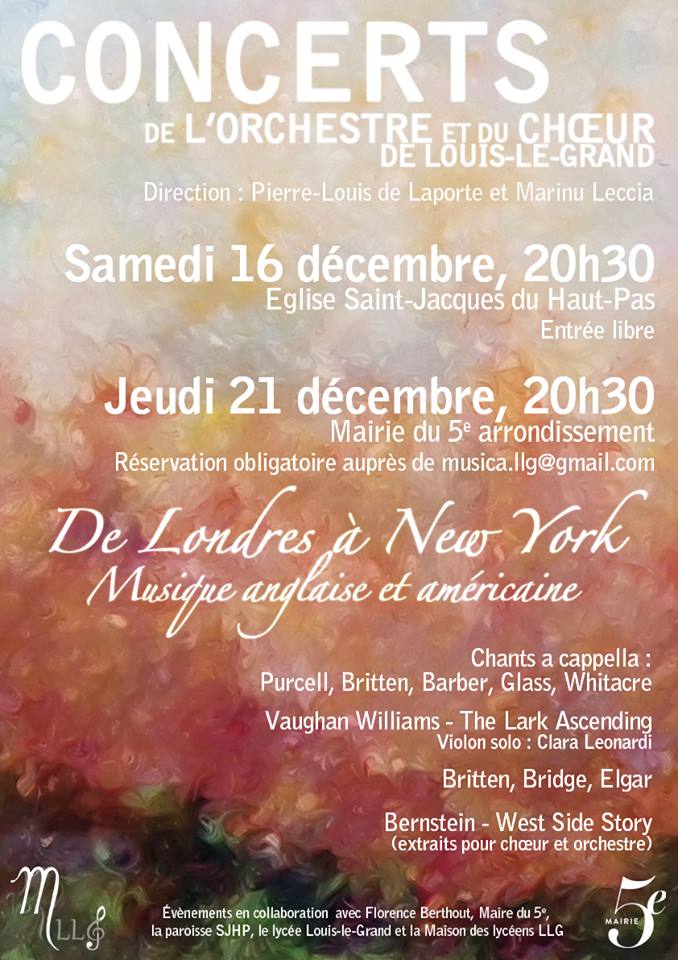 CONCERTS
DE L'ORCHESTRE ET DU CHŒUR
DE LOUIS-LE-GRAND
Direction : Pierre-Louis de Laporte et Marinu Leccia
Samedi 16 décembre, 20h30
Eglise Saint-Jacques du Haut-Pas
Entrée libre
Jeudi 21 décembre, 20h30
Mairie du 5e arrondissement
Réservation obligatoire auprès de musica.llg@gmail.com
De Londres à New York
Musique anglaise et américaine
Chants a cappella :
Purcell, Britten, Barber, Glass, Whitacre
Vaughan Williams - The Lark Ascending
Violon solo : Clara Leonardi
Britten, Bridge, Elgar
Bernstein - West Side Story
(extraits pour chœur et orchestre)
MLLG
Évènements en collaboration avec Florence Berthout, Maire du 5e,
la paroisse SJHP, le lycée Louis-le-Grand et la Maison des lycéens LLG
MAIRIE 5e